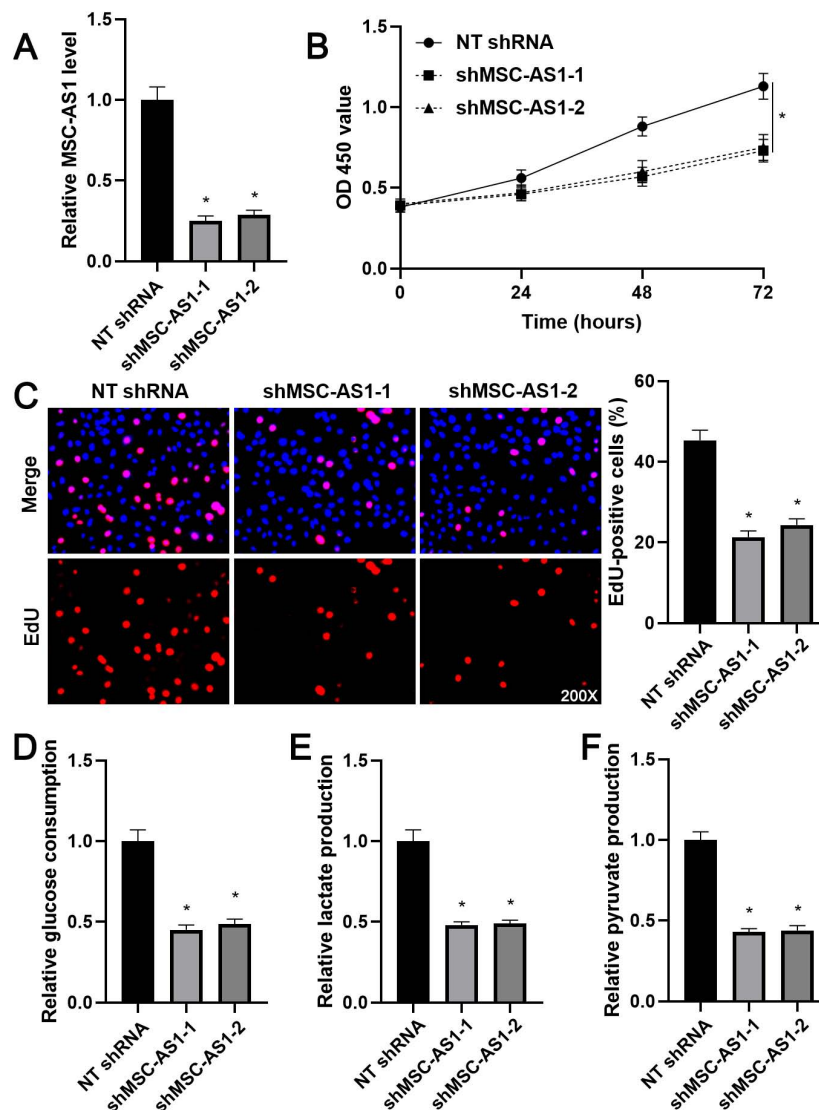 A
Relative MSC-AS1 level
1.5
1.0
0.5
0.0
*
*
NT shRNA
shMSC-AS1-1
shMSC-AS1-2
B
OD 450 value
1.5
1.0
0.5
0.0
NT shRNA
shMSC-AS1-1
shMSC-AS1-2
*
0
24
48
72
Time (hours)
C
NT shRNA
shMSC-AS1-1
shMSC-AS1-2
Merge
EdU
200X
EdU-positive cells (%)
60
40
20
0
*
*
NT shRNA
shMSC-AS1-1
shMSC-AS1-2
D
Relative glucose consumption
1.5
1.0
0.5
0.0
*
*
NT shRNA
shMSC-AS1-1
shMSC-AS1-2
E
Relative lactate production
1.5
1.0
0.5
0.0
*
*
NT shRNA
shMSC-AS1-1
shMSC-AS1-2
F
Relative pyruvate production
1.5
1.0
0.5
0.0
*
*
NT shRNA
shMSC-AS1-1
shMSC-AS1-2